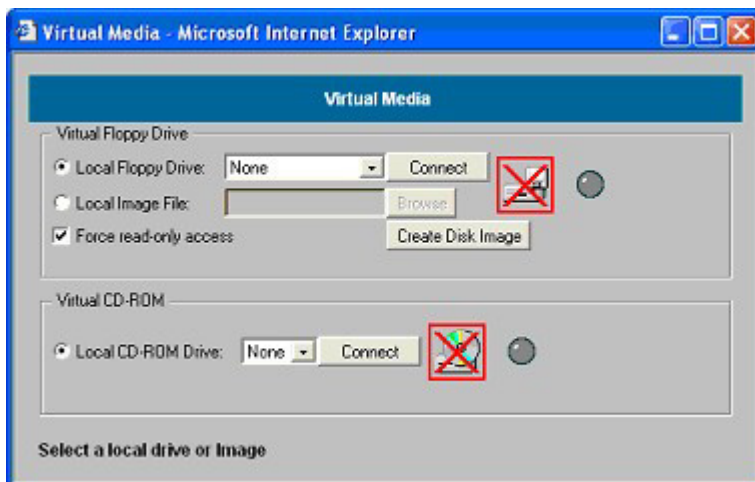 Virtual Media - Microsoft Internet Explorer
Virtual Media
Virtual Floppy Drive
Local Floppy Drive: None Connect
Local Image File: Browse
Force read-only access Create Disk Image
Virtual CD-ROM
Local CD-ROM Drive: None Connect
Select a local drive or Image